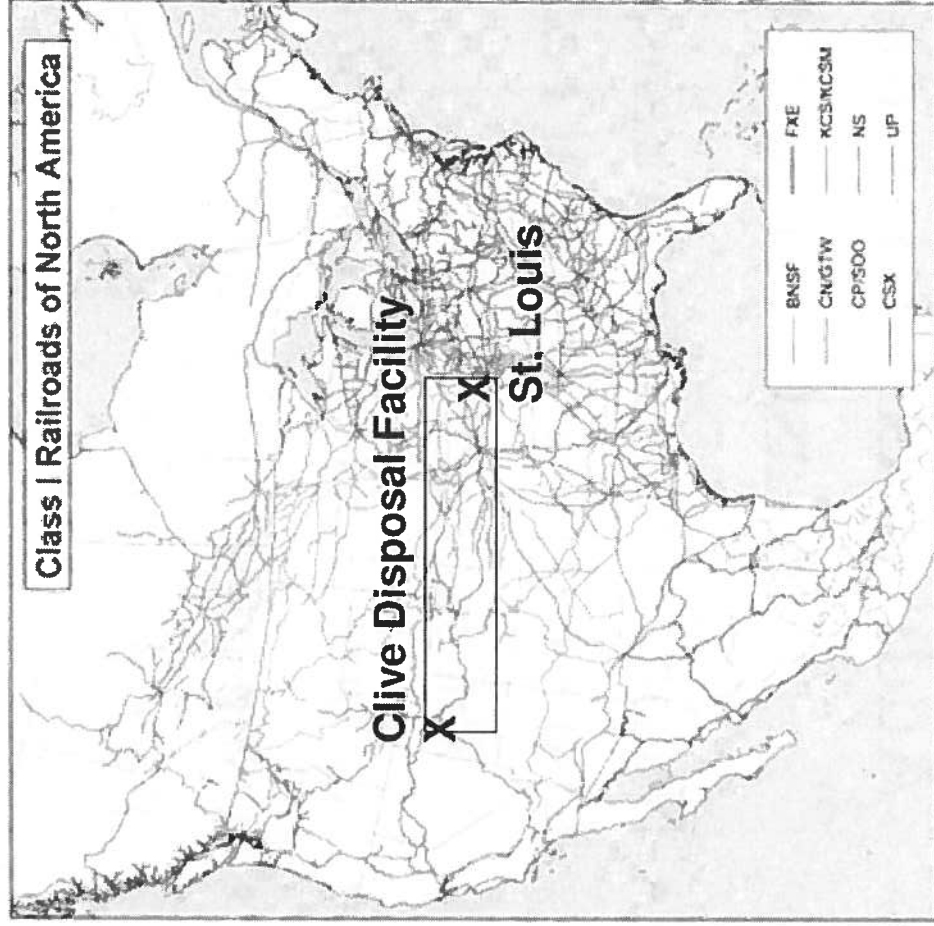 Class I Railroads of North America
Clive Disposal Facility
X
X
St. Louis
BNSF
CN/GTW
CP/SOO
CSX
FXE
KCS/KCSM
NS
UP